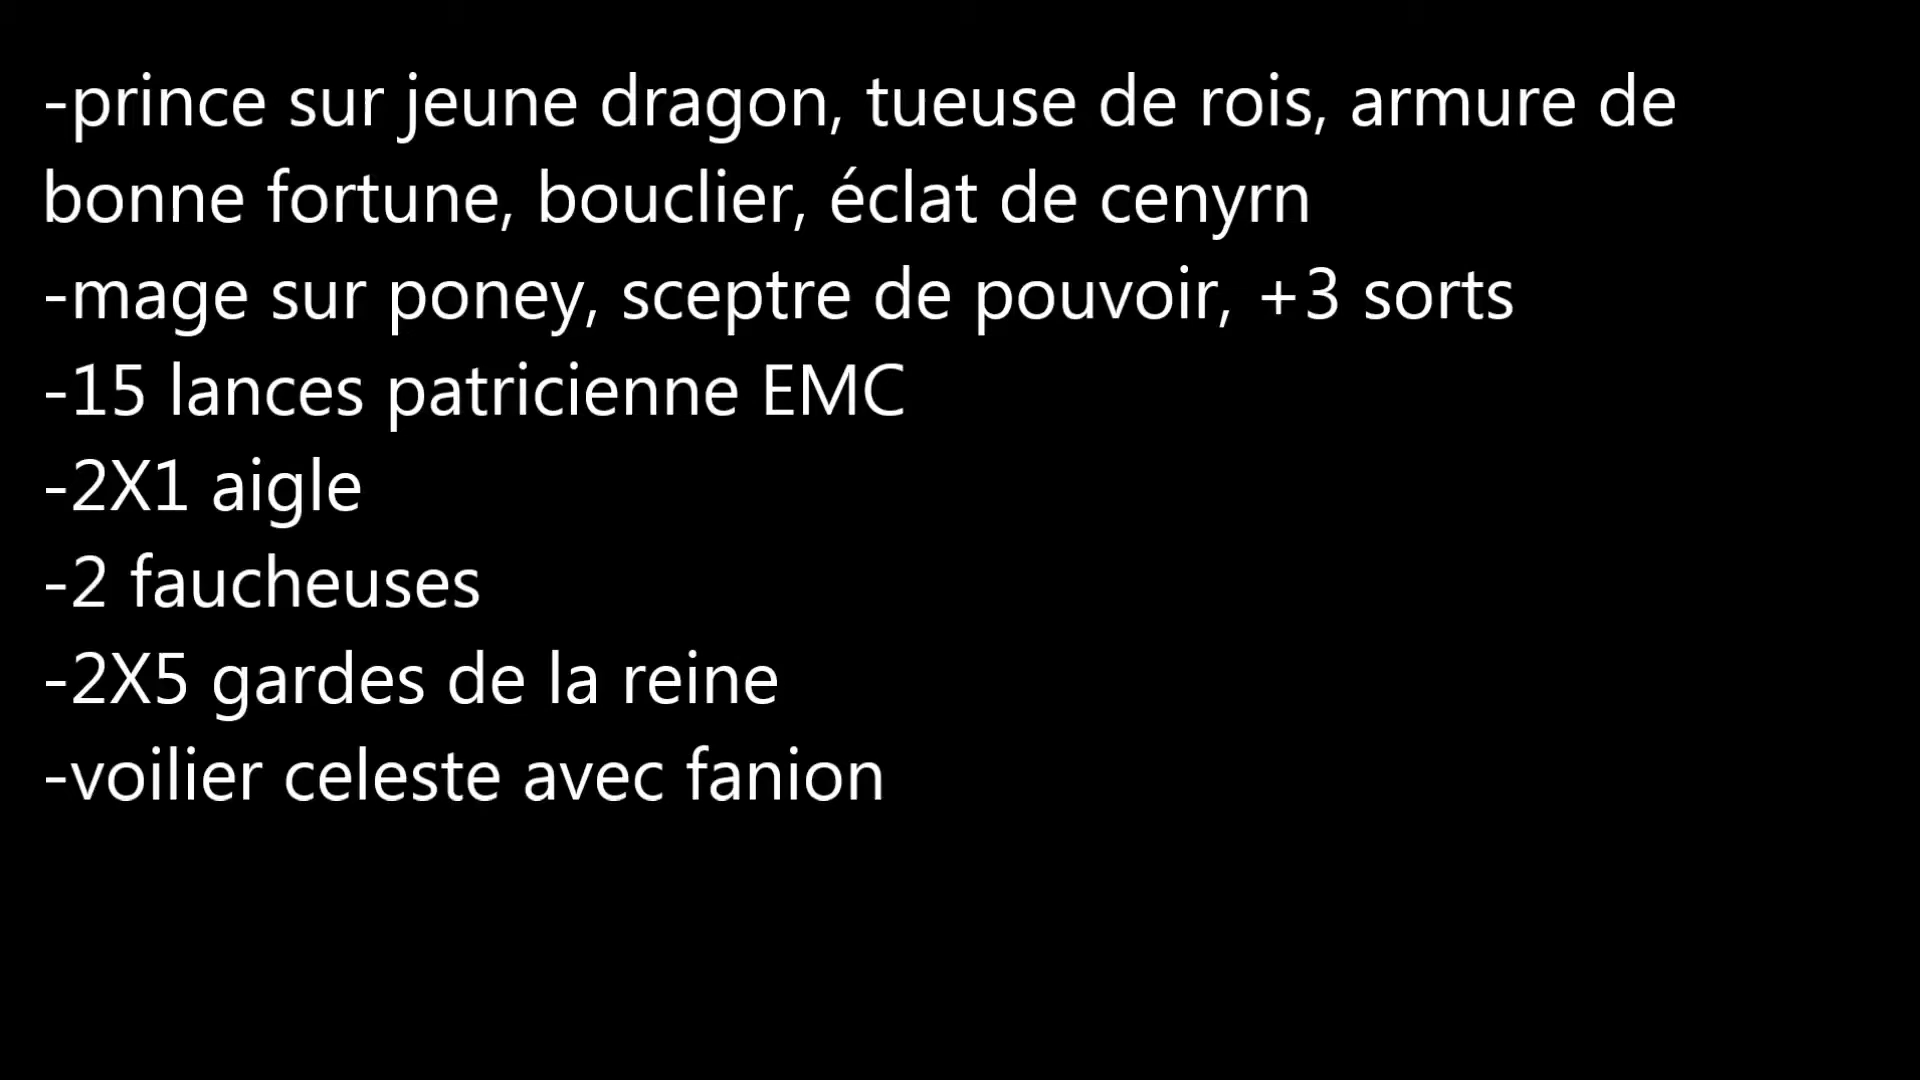 -prince sur jeune dragon, tueuse de rois, armure de
bonne fortune, bouclier, éclat de cenyrn
-mage sur poney, sceptre de pouvoir, +3 sorts
-15 lances patricienne EMC
-2X1 aigle
-2 faucheuses
-2X5 gardes de la reine
-voilier celeste avec fanion